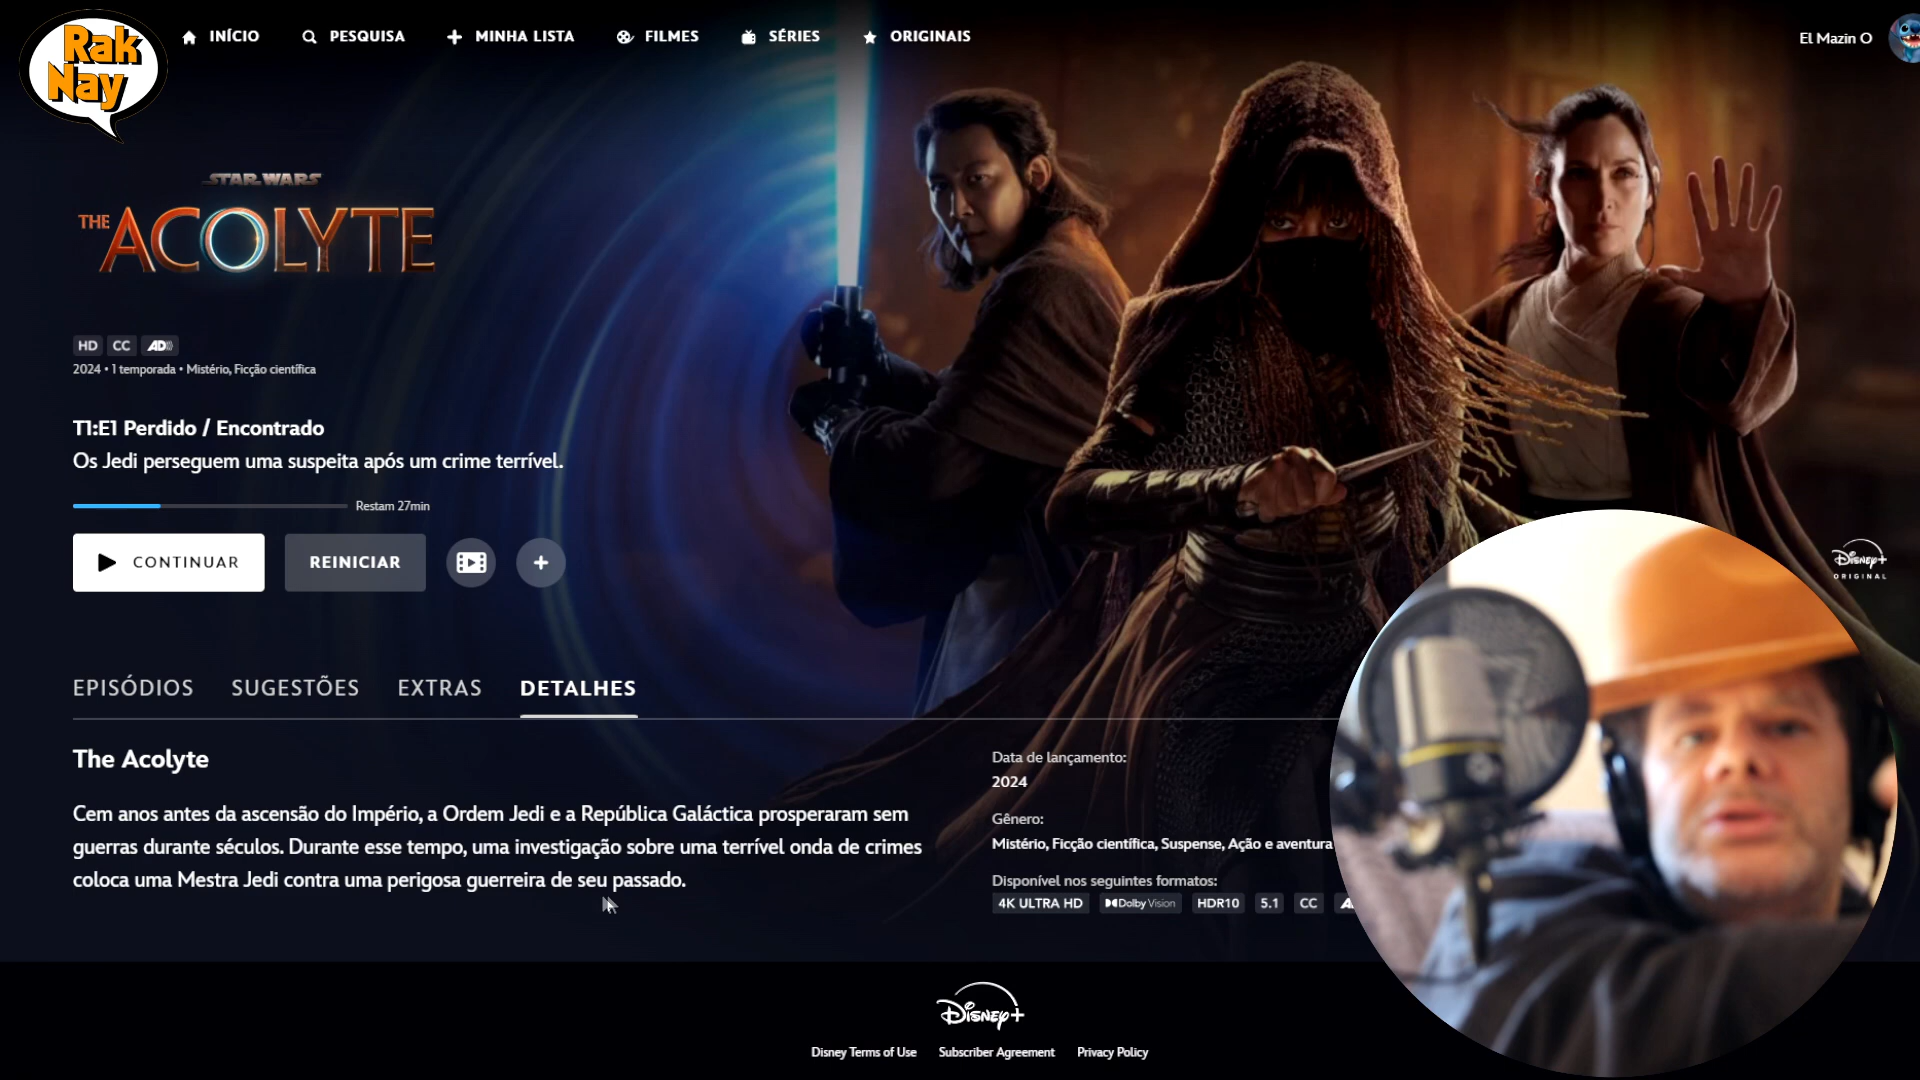 Rak
Nay
INÍCIO
PESQUISA
MINHA LISTA
FILMES
SÉRIES
ORIGINAIS
El Mazin O
STAR WARS
THE ACOLYTE
HD CC AD
2024 • 1 temporada • Mistério, Ficção científica
T1:E1 Perdido / Encontrado
Os Jedi perseguem uma suspeita após um crime terrível.
Restam 27min
CONTINUAR
REINICIAR
Disney+
ORIGINAL
EPISÓDIOS
SUGESTÕES
EXTRAS
DETALHES
The Acolyte
Cem anos antes da ascensão do Império, a Ordem Jedi e a República Galáctica prosperaram sem
guerras durante séculos. Durante esse tempo, uma investigação sobre uma terrível onda de crimes
coloca uma Mestra Jedi contra uma perigosa guerreira de seu passado.
Data de lançamento:
2024
Gênero:
Mistério, Ficção científica, Suspense, Ação e aventura
Disponível nos seguintes formatos:
4K ULTRA HD Dolby Vision HDR10 5.1 CC
Disney+
Disney Terms of Use
Subscriber Agreement
Privacy Policy